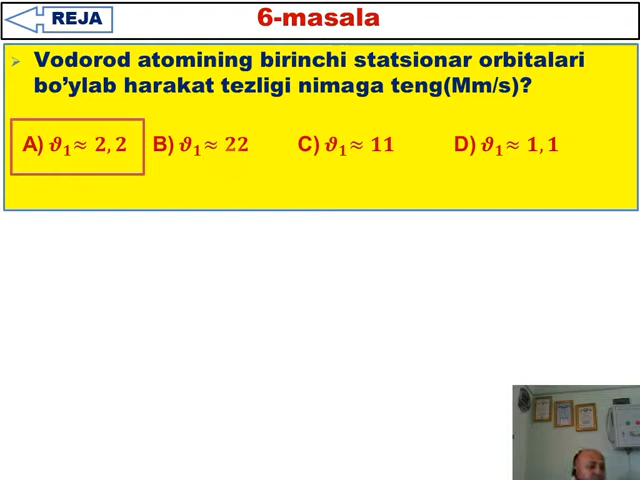 REJA
6-masala
Vodorod atomining birinchi statsionar orbitalari
bo’ylab harakat tezligi nimaga teng(Mm/s)?
A) 𝝑₁ ≈ 2,2 B) 𝝑₁ ≈ 22 C) 𝝑₁ ≈ 11 D) 𝝑₁ ≈ 1,1